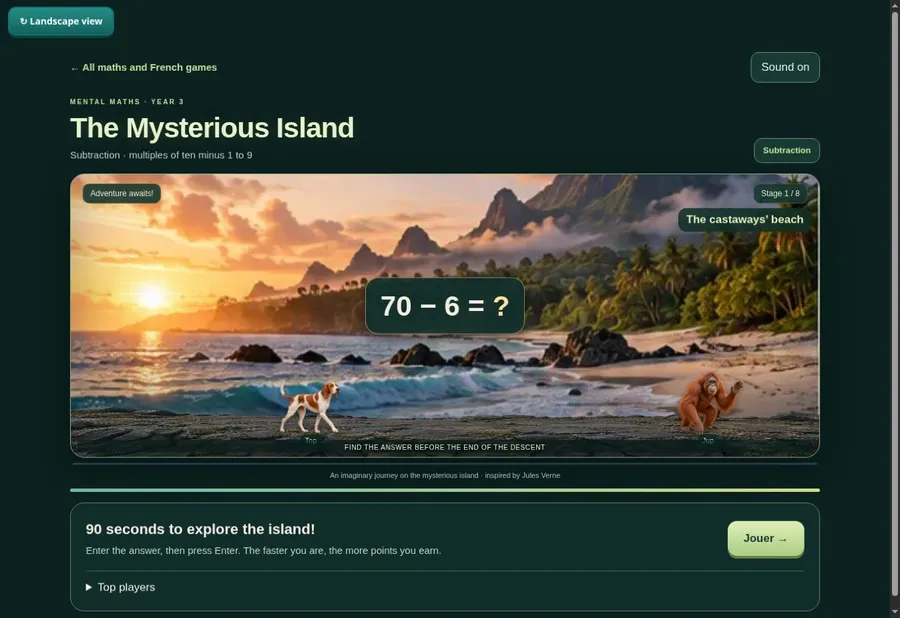 ↻ Landscape view
← All maths and French games
Sound on
MENTAL MATHS · YEAR 3
The Mysterious Island
Subtraction · multiples of ten minus 1 to 9
Subtraction
Adventure awaits!
Stage 1 / 8
The castaways' beach
70 − 6 = ?
Top
Jup
FIND THE ANSWER BEFORE THE END OF THE DESCENT
An imaginary journey on the mysterious island · inspired by Jules Verne
90 seconds to explore the island!
Enter the answer, then press Enter. The faster you are, the more points you earn.
Jouer →
▶ Top players